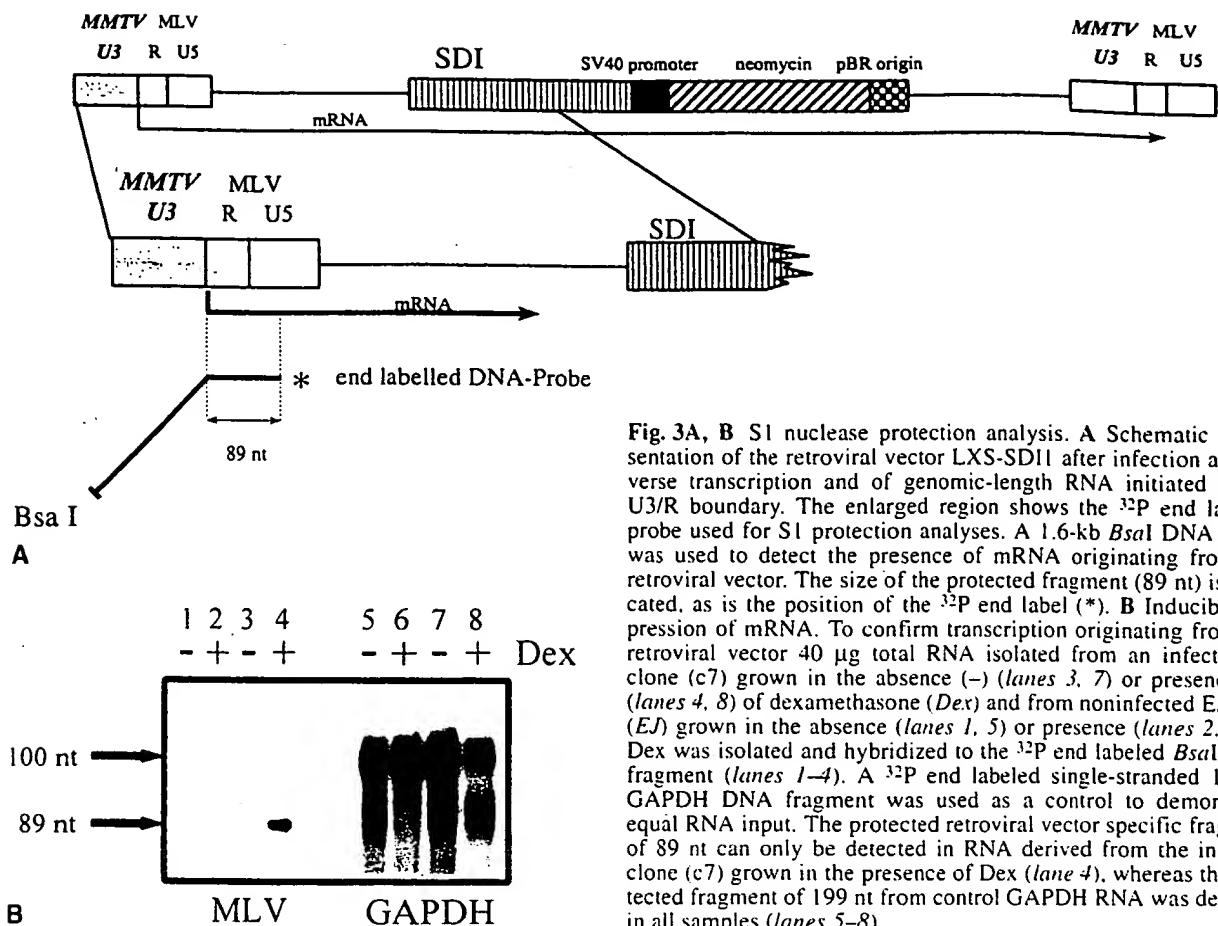 MMTV MLV
U3 R U5
SDI
SV40 promoter neomycin pBR origin
MMTV MLV
U3 R U5
mRNA
MMTV MLV
U3 R U5
SDI
mRNA
* end labelled DNA-Probe
89 nt
Bsa I
A
1 2 3 4 5 6 7 8
- + - + - + - + Dex
100 nt
89 nt
MLV GAPDH
B
Fig. 3A, B S1 nuclease protection analysis. A Schematic
sentation of the retroviral vector LXS-SDI1 after infection a
verse transcription and of genomic-length RNA initiated
U3/R boundary. The enlarged region shows the ³²P end la
probe used for S1 protection analyses. A 1.6-kb BsaI DNA
was used to detect the presence of mRNA originating fro
retroviral vector. The size of the protected fragment (89 nt) is
cated, as is the position of the ³²P end label (*). B Inducib
pression of mRNA. To confirm transcription originating fro
retroviral vector 40 µg total RNA isolated from an infect
clone (c7) grown in the absence (–) (lanes 3, 7) or presenc
(lanes 4, 8) of dexamethasone (Dex) and from noninfected E
(EJ) grown in the absence (lanes 1, 5) or presence (lanes 2,
Dex was isolated and hybridized to the ³²P end labeled BsaI
fragment (lanes 1–4). A ³²P end labeled single-stranded 1
GAPDH DNA fragment was used as a control to demor
equal RNA input. The protected retroviral vector specific frag
of 89 nt can only be detected in RNA derived from the in
clone (c7) grown in the presence of Dex (lane 4), whereas th
tected fragment of 199 nt from control GAPDH RNA was de
in all samples (lanes 5–8)